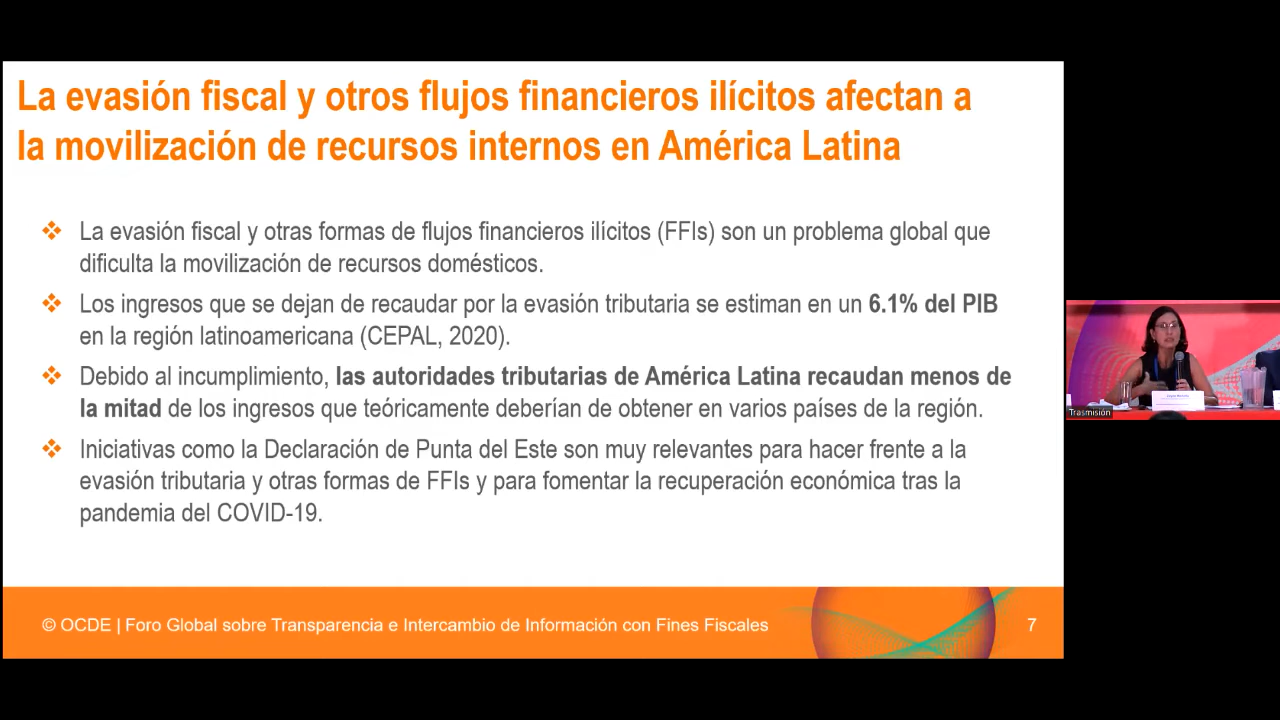 La evasión fiscal y otros flujos financieros ilícitos afectan a
la movilización de recursos internos en América Latina
❖ La evasión fiscal y otras formas de flujos financieros ilícitos (FFIs) son un problema global que
dificulta la movilización de recursos domésticos.
❖ Los ingresos que se dejan de recaudar por la evasión tributaria se estiman en un 6.1% del PIB
en la región latinoamericana (CEPAL, 2020).
❖ Debido al incumplimiento, las autoridades tributarias de América Latina recaudan menos de
la mitad de los ingresos que teóricamente deberían de obtener en varios países de la región.
❖ Iniciativas como la Declaración de Punta del Este son muy relevantes para hacer frente a la
evasión tributaria y otras formas de FFIs y para fomentar la recuperación económica tras la
pandemia del COVID-19.
© OCDE | Foro Global sobre Transparencia e Intercambio de Información con Fines Fiscales
7
Trasmisión